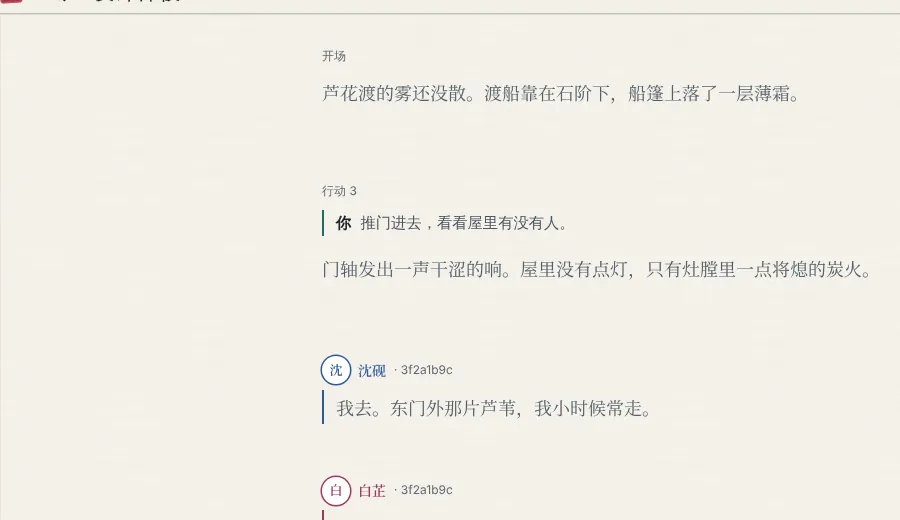 开场
芦花渡的雾还没散。渡船靠在石阶下，船篷上落了一层薄霜。
行动 3
你 推门进去，看看屋里有没有人。
门轴发出一声干涩的响。屋里没有点灯，只有灶膛里一点将熄的炭火。
沈 沈砚 · 3f2a1b9c
我去。东门外那片芦苇，我小时候常走。
白 白芷 · 3f2a1b9c